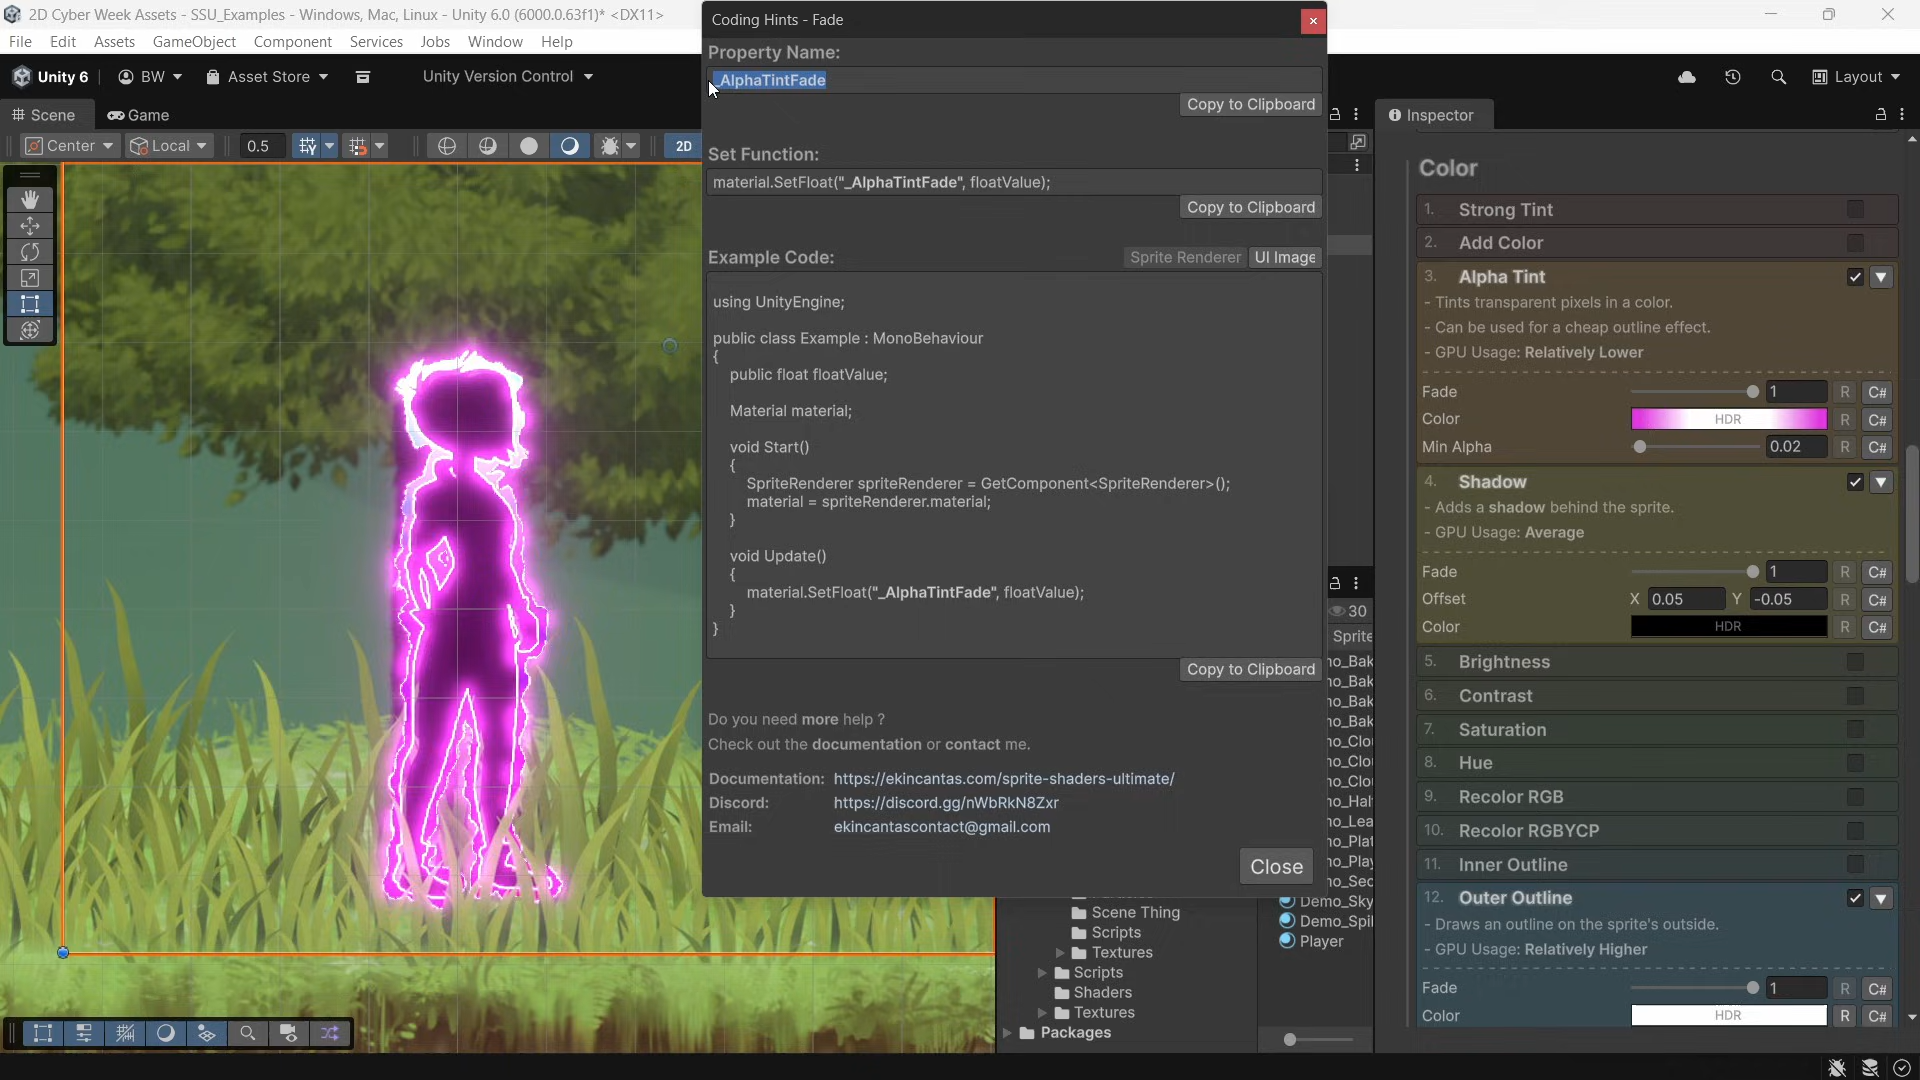 2D Cyber Week Assets - SSU_Examples - Windows, Mac, Linux - Unity 6.0 (6000.0.63f1)* <DX11>
File Edit Assets GameObject Component Services Jobs Window Help
Unity 6 BW Asset Store Unity Version Control Layout
Scene Game
Center Local 0.5 2D
Coding Hints - Fade
Property Name:
_AlphaTintFade
Copy to Clipboard
Set Function:
material.SetFloat("_AlphaTintFade", floatValue);
Copy to Clipboard
Example Code: Sprite Renderer UI Image
using UnityEngine;
public class Example : MonoBehaviour
{
public float floatValue;
Material material;
void Start()
{
SpriteRenderer spriteRenderer = GetComponent<SpriteRenderer>();
material = spriteRenderer.material;
}
void Update()
{
material.SetFloat("_AlphaTintFade", floatValue);
}
}
Copy to Clipboard
Do you need more help ?
Check out the documentation or contact me.
Documentation: https://ekincantas.com/sprite-shaders-ultimate/
Discord: https://discord.gg/nWbRkN8Zxr
Email: ekincantascontact@gmail.com
Close
Scene Thing
Scripts
Textures
Scripts
Shaders
Textures
Packages
30
Sprite
Demo_Sky
Demo_Spil
Player
Inspector
Color
1. Strong Tint
2. Add Color
3. Alpha Tint
- Tints transparent pixels in a color.
- Can be used for a cheap outline effect.
- GPU Usage: Relatively Lower
Fade 1 R C#
Color HDR R C#
Min Alpha 0.02 R C#
4. Shadow
- Adds a shadow behind the sprite.
- GPU Usage: Average
Fade 1 R C#
Offset X 0.05 Y -0.05 R C#
Color HDR R C#
5. Brightness
6. Contrast
7. Saturation
8. Hue
9. Recolor RGB
10. Recolor RGBYCP
11. Inner Outline
12. Outer Outline
- Draws an outline on the sprite's outside.
- GPU Usage: Relatively Higher
Fade 1 R C#
Color HDR R C#